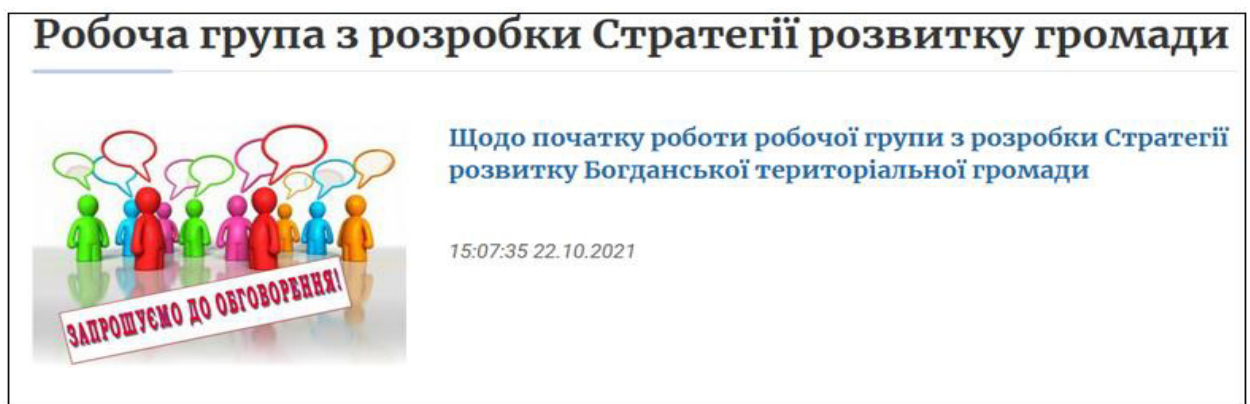 Робоча група з розробки Стратегії розвитку громади
Щодо початку роботи робочої групи з розробки Стратегії
розвитку Богданської територіальної громади
15:07:35 22.10.2021
ЗАПРОШУЄМО ДО ОБГОВОРЕННЯ!